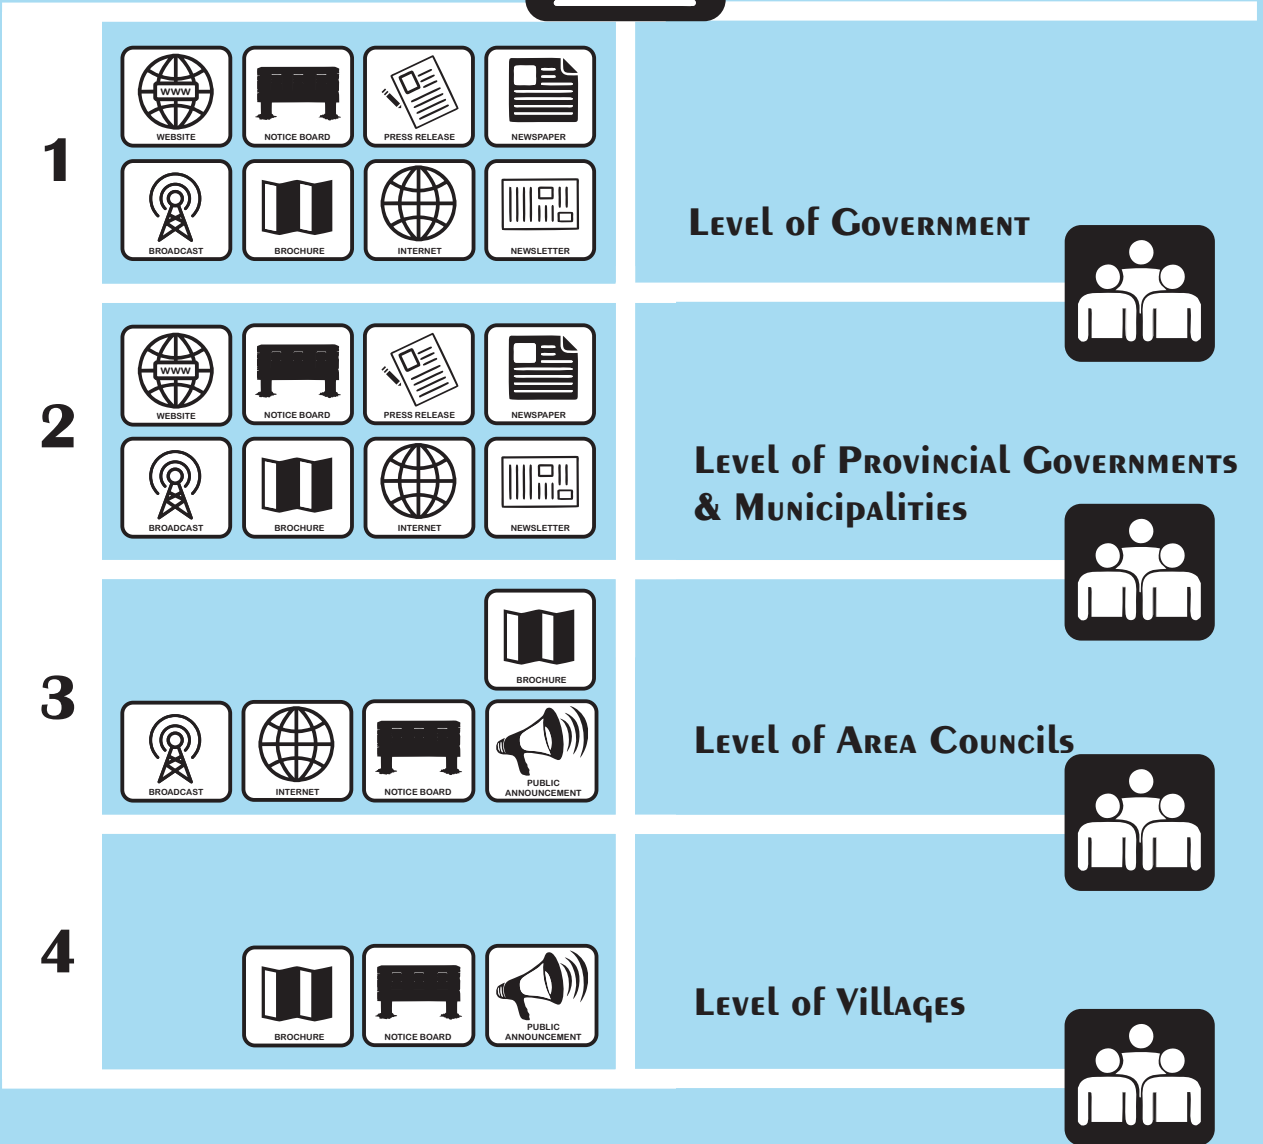 1
WWW
WEBSITE
NOTICE BOARD
PRESS RELEASE
NEWSPAPER
BROADCAST
BROCHURE
INTERNET
NEWSLETTER
Level of Government
2
WWW
WEBSITE
NOTICE BOARD
PRESS RELEASE
NEWSPAPER
BROADCAST
BROCHURE
INTERNET
NEWSLETTER
Level of Provincial Governments
& Municipalities
3
BROCHURE
BROADCAST
INTERNET
NOTICE BOARD
PUBLIC
ANNOUNCEMENT
Level of Area Councils
4
BROCHURE
NOTICE BOARD
PUBLIC
ANNOUNCEMENT
Level of Villages